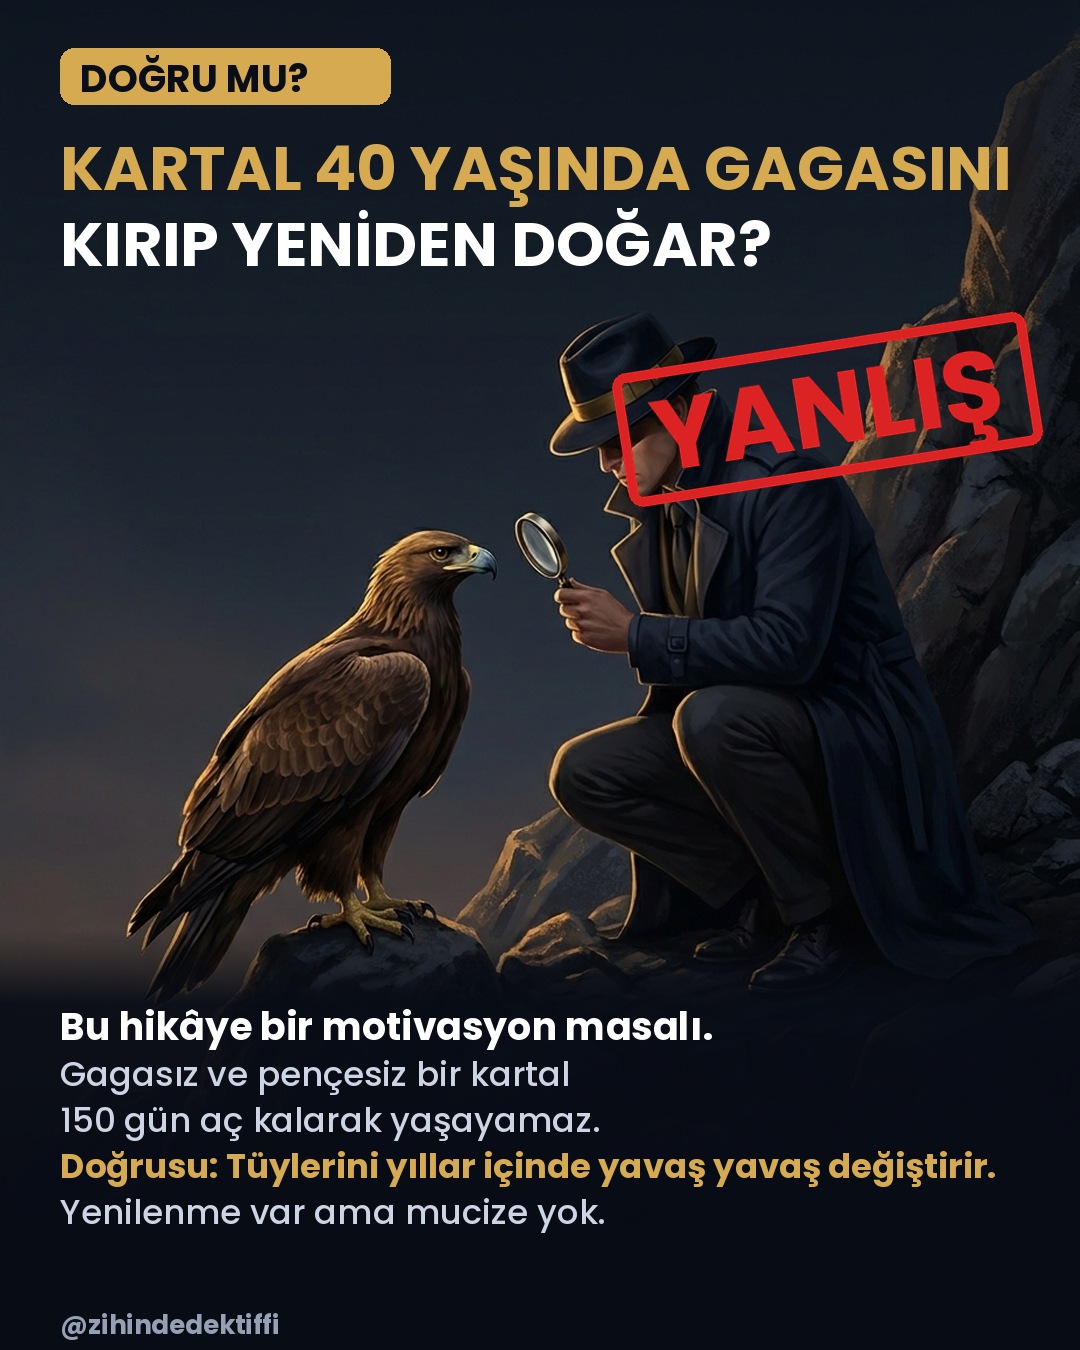 DOĞRU MU?
KARTAL 40 YAŞINDA GAGASINI
KIRIP YENİDEN DOĞAR?
YANLIŞ
Bu hikâye bir motivasyon masalı.
Gagasız ve pençesiz bir kartal
150 gün aç kalarak yaşayamaz.
Doğrusu: Tüylerini yıllar içinde yavaş yavaş değiştirir.
Yenilenme var ama mucize yok.
@zihindedektiffi